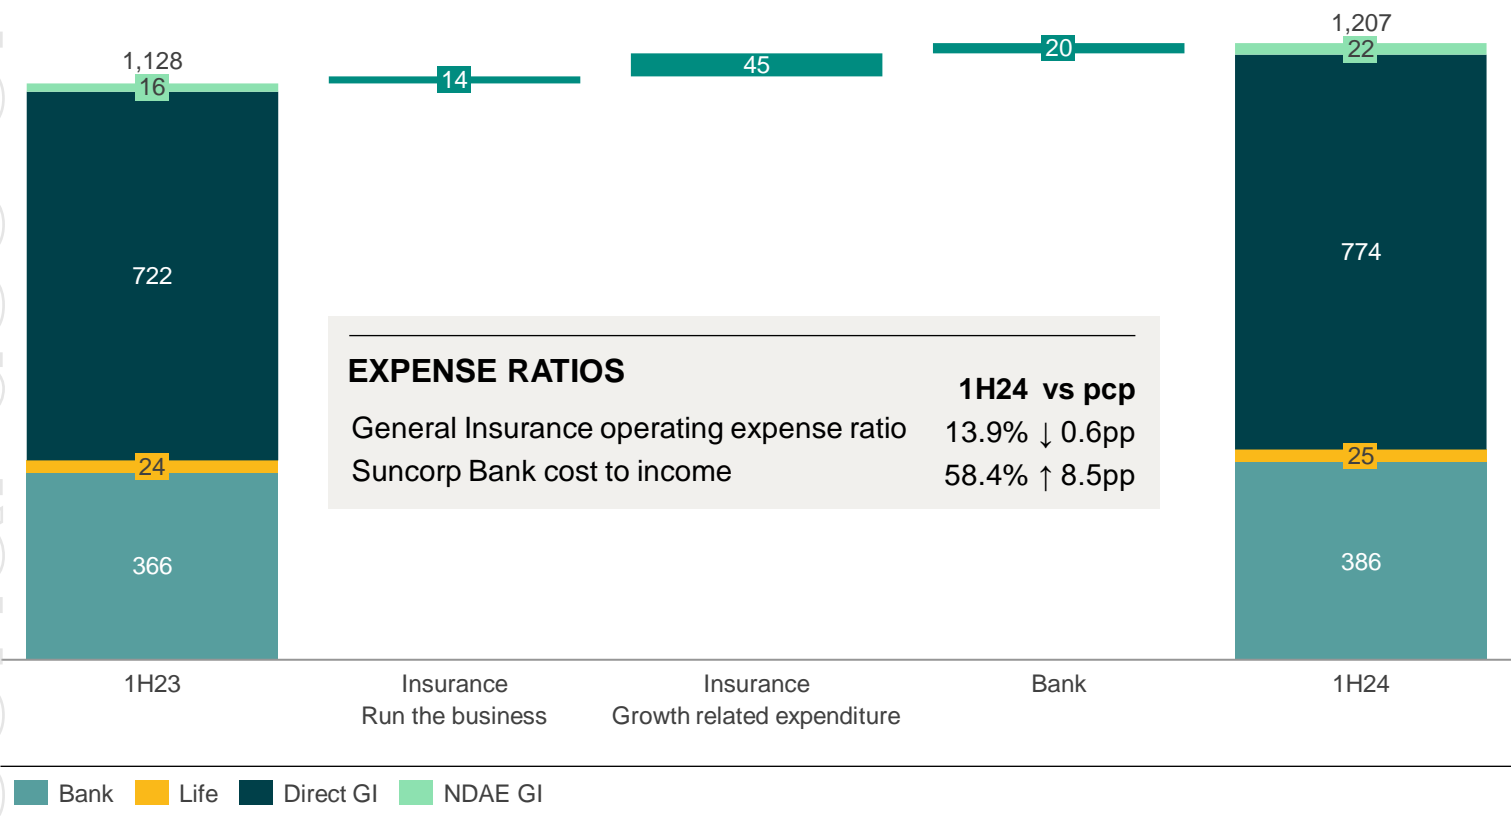 1,207
1,128
16
14
45
20
22
722
774
EXPENSE RATIOS
1H24 vs pcp
General Insurance operating expense ratio 13.9% ↓ 0.6pp
Suncorp Bank cost to income 58.4% ↑ 8.5pp
24
25
366
386
1H23
Insurance
Run the business
Insurance
Growth related expenditure
Bank
1H24
Bank Life Direct GI NDAE GI